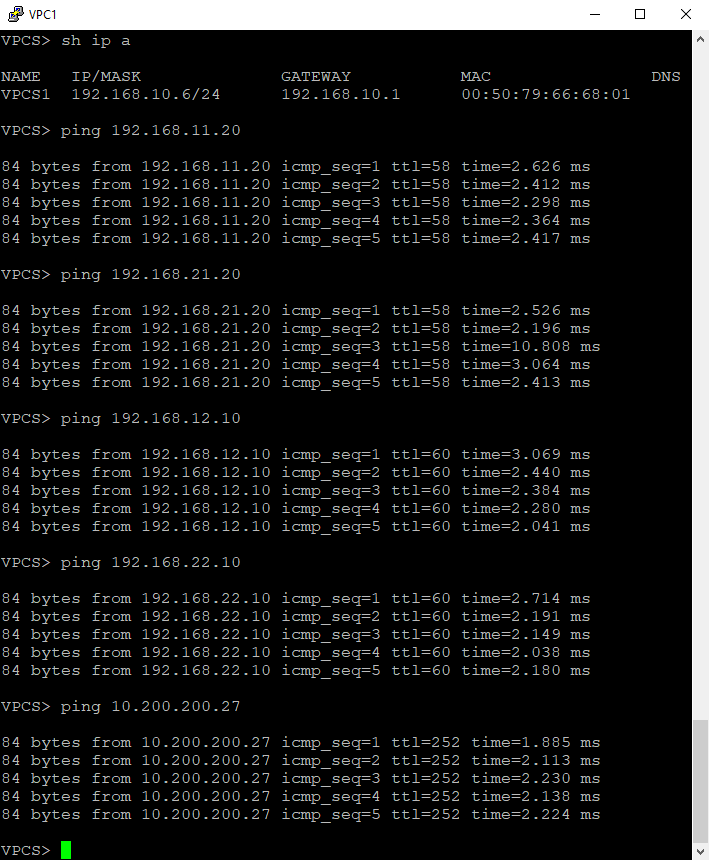 VPC1
VPCS> sh ip a
NAME   IP/MASK              GATEWAY           MAC                DNS
VPCS1  192.168.10.6/24      192.168.10.1      00:50:79:66:68:01
VPCS> ping 192.168.11.20
84 bytes from 192.168.11.20 icmp_seq=1 ttl=58 time=2.626 ms
84 bytes from 192.168.11.20 icmp_seq=2 ttl=58 time=2.412 ms
84 bytes from 192.168.11.20 icmp_seq=3 ttl=58 time=2.298 ms
84 bytes from 192.168.11.20 icmp_seq=4 ttl=58 time=2.364 ms
84 bytes from 192.168.11.20 icmp_seq=5 ttl=58 time=2.417 ms
VPCS> ping 192.168.21.20
84 bytes from 192.168.21.20 icmp_seq=1 ttl=58 time=2.526 ms
84 bytes from 192.168.21.20 icmp_seq=2 ttl=58 time=2.196 ms
84 bytes from 192.168.21.20 icmp_seq=3 ttl=58 time=10.808 ms
84 bytes from 192.168.21.20 icmp_seq=4 ttl=58 time=3.064 ms
84 bytes from 192.168.21.20 icmp_seq=5 ttl=58 time=2.413 ms
VPCS> ping 192.168.12.10
84 bytes from 192.168.12.10 icmp_seq=1 ttl=60 time=3.069 ms
84 bytes from 192.168.12.10 icmp_seq=2 ttl=60 time=2.440 ms
84 bytes from 192.168.12.10 icmp_seq=3 ttl=60 time=2.384 ms
84 bytes from 192.168.12.10 icmp_seq=4 ttl=60 time=2.280 ms
84 bytes from 192.168.12.10 icmp_seq=5 ttl=60 time=2.041 ms
VPCS> ping 192.168.22.10
84 bytes from 192.168.22.10 icmp_seq=1 ttl=60 time=2.714 ms
84 bytes from 192.168.22.10 icmp_seq=2 ttl=60 time=2.191 ms
84 bytes from 192.168.22.10 icmp_seq=3 ttl=60 time=2.149 ms
84 bytes from 192.168.22.10 icmp_seq=4 ttl=60 time=2.038 ms
84 bytes from 192.168.22.10 icmp_seq=5 ttl=60 time=2.180 ms
VPCS> ping 10.200.200.27
84 bytes from 10.200.200.27 icmp_seq=1 ttl=252 time=1.885 ms
84 bytes from 10.200.200.27 icmp_seq=2 ttl=252 time=2.113 ms
84 bytes from 10.200.200.27 icmp_seq=3 ttl=252 time=2.230 ms
84 bytes from 10.200.200.27 icmp_seq=4 ttl=252 time=2.138 ms
84 bytes from 10.200.200.27 icmp_seq=5 ttl=252 time=2.224 ms
VPCS>